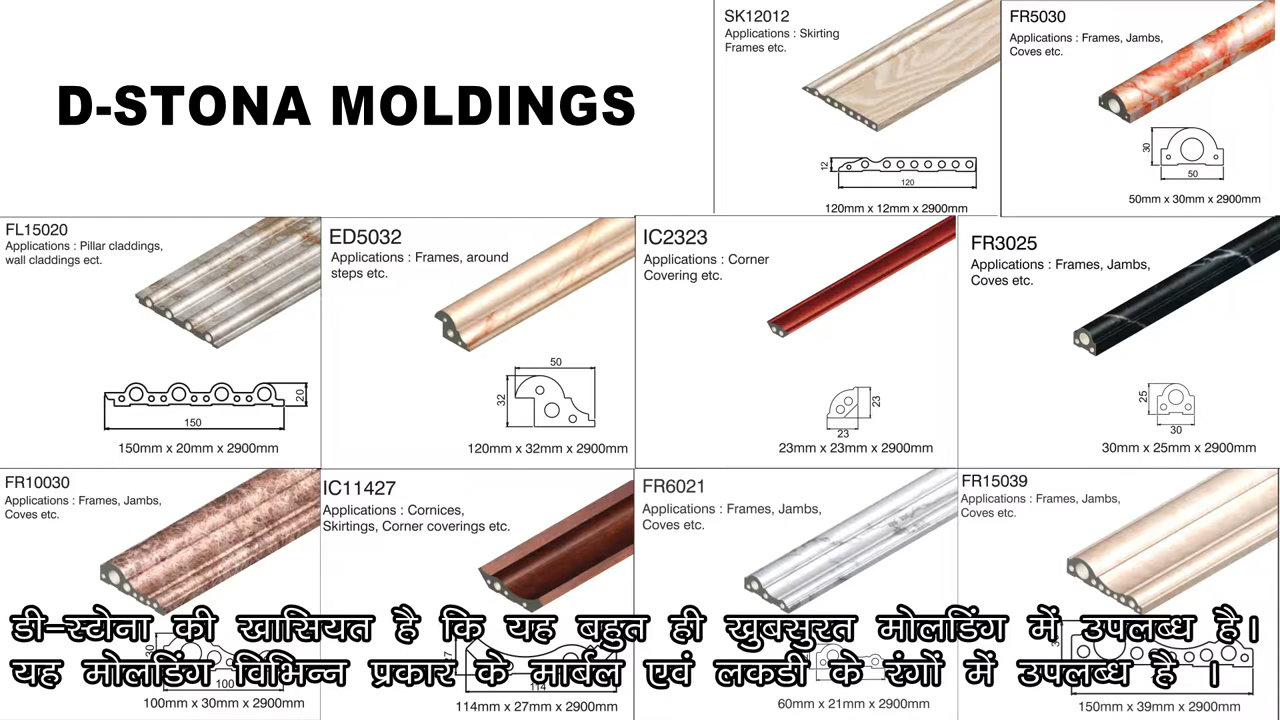 D-STONA MOLDINGS
SK12012
Applications : Skirting
Frames etc.
12
120
120mm x 12mm x 2900mm
FR5030
Applications : Frames, Jambs,
Coves etc.
30
50
50mm x 30mm x 2900mm
FL15020
Applications : Pillar claddings,
wall claddings ect.
20
150
150mm x 20mm x 2900mm
ED5032
Applications : Frames, around
steps etc.
50
32
120mm x 32mm x 2900mm
IC2323
Applications : Corner
Covering etc.
23
23
23mm x 23mm x 2900mm
FR3025
Applications : Frames, Jambs,
Coves etc.
25
30
30mm x 25mm x 2900mm
FR10030
Applications : Frames, Jambs,
Coves etc.
100
100mm x 30mm x 2900mm
IC11427
Applications : Cornices,
Skirtings, Corner coverings etc.
114
114mm x 27mm x 2900mm
FR6021
Applications : Frames, Jambs,
Coves etc.
60mm x 21mm x 2900mm
FR15039
Applications : Frames, Jambs,
Coves etc.
150mm x 39mm x 2900mm
डी-स्टोना की खासियत है कि यह बहुत ही खुबसुरत मोलडिंग में उपलब्ध है।
यह मोलडिंग विभिन्न प्रकार के मार्बल एवं लकडी के रंगों में उपलब्ध है ।